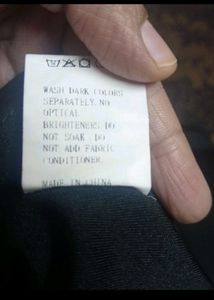 WASH DARK COLORS
SEPARATELY. NO
OPTICAL
BRIGHTENERS. DO
NOT SOAK. DO
NOT ADD FABRIC
CONDITIONER.
MADE IN CHINA